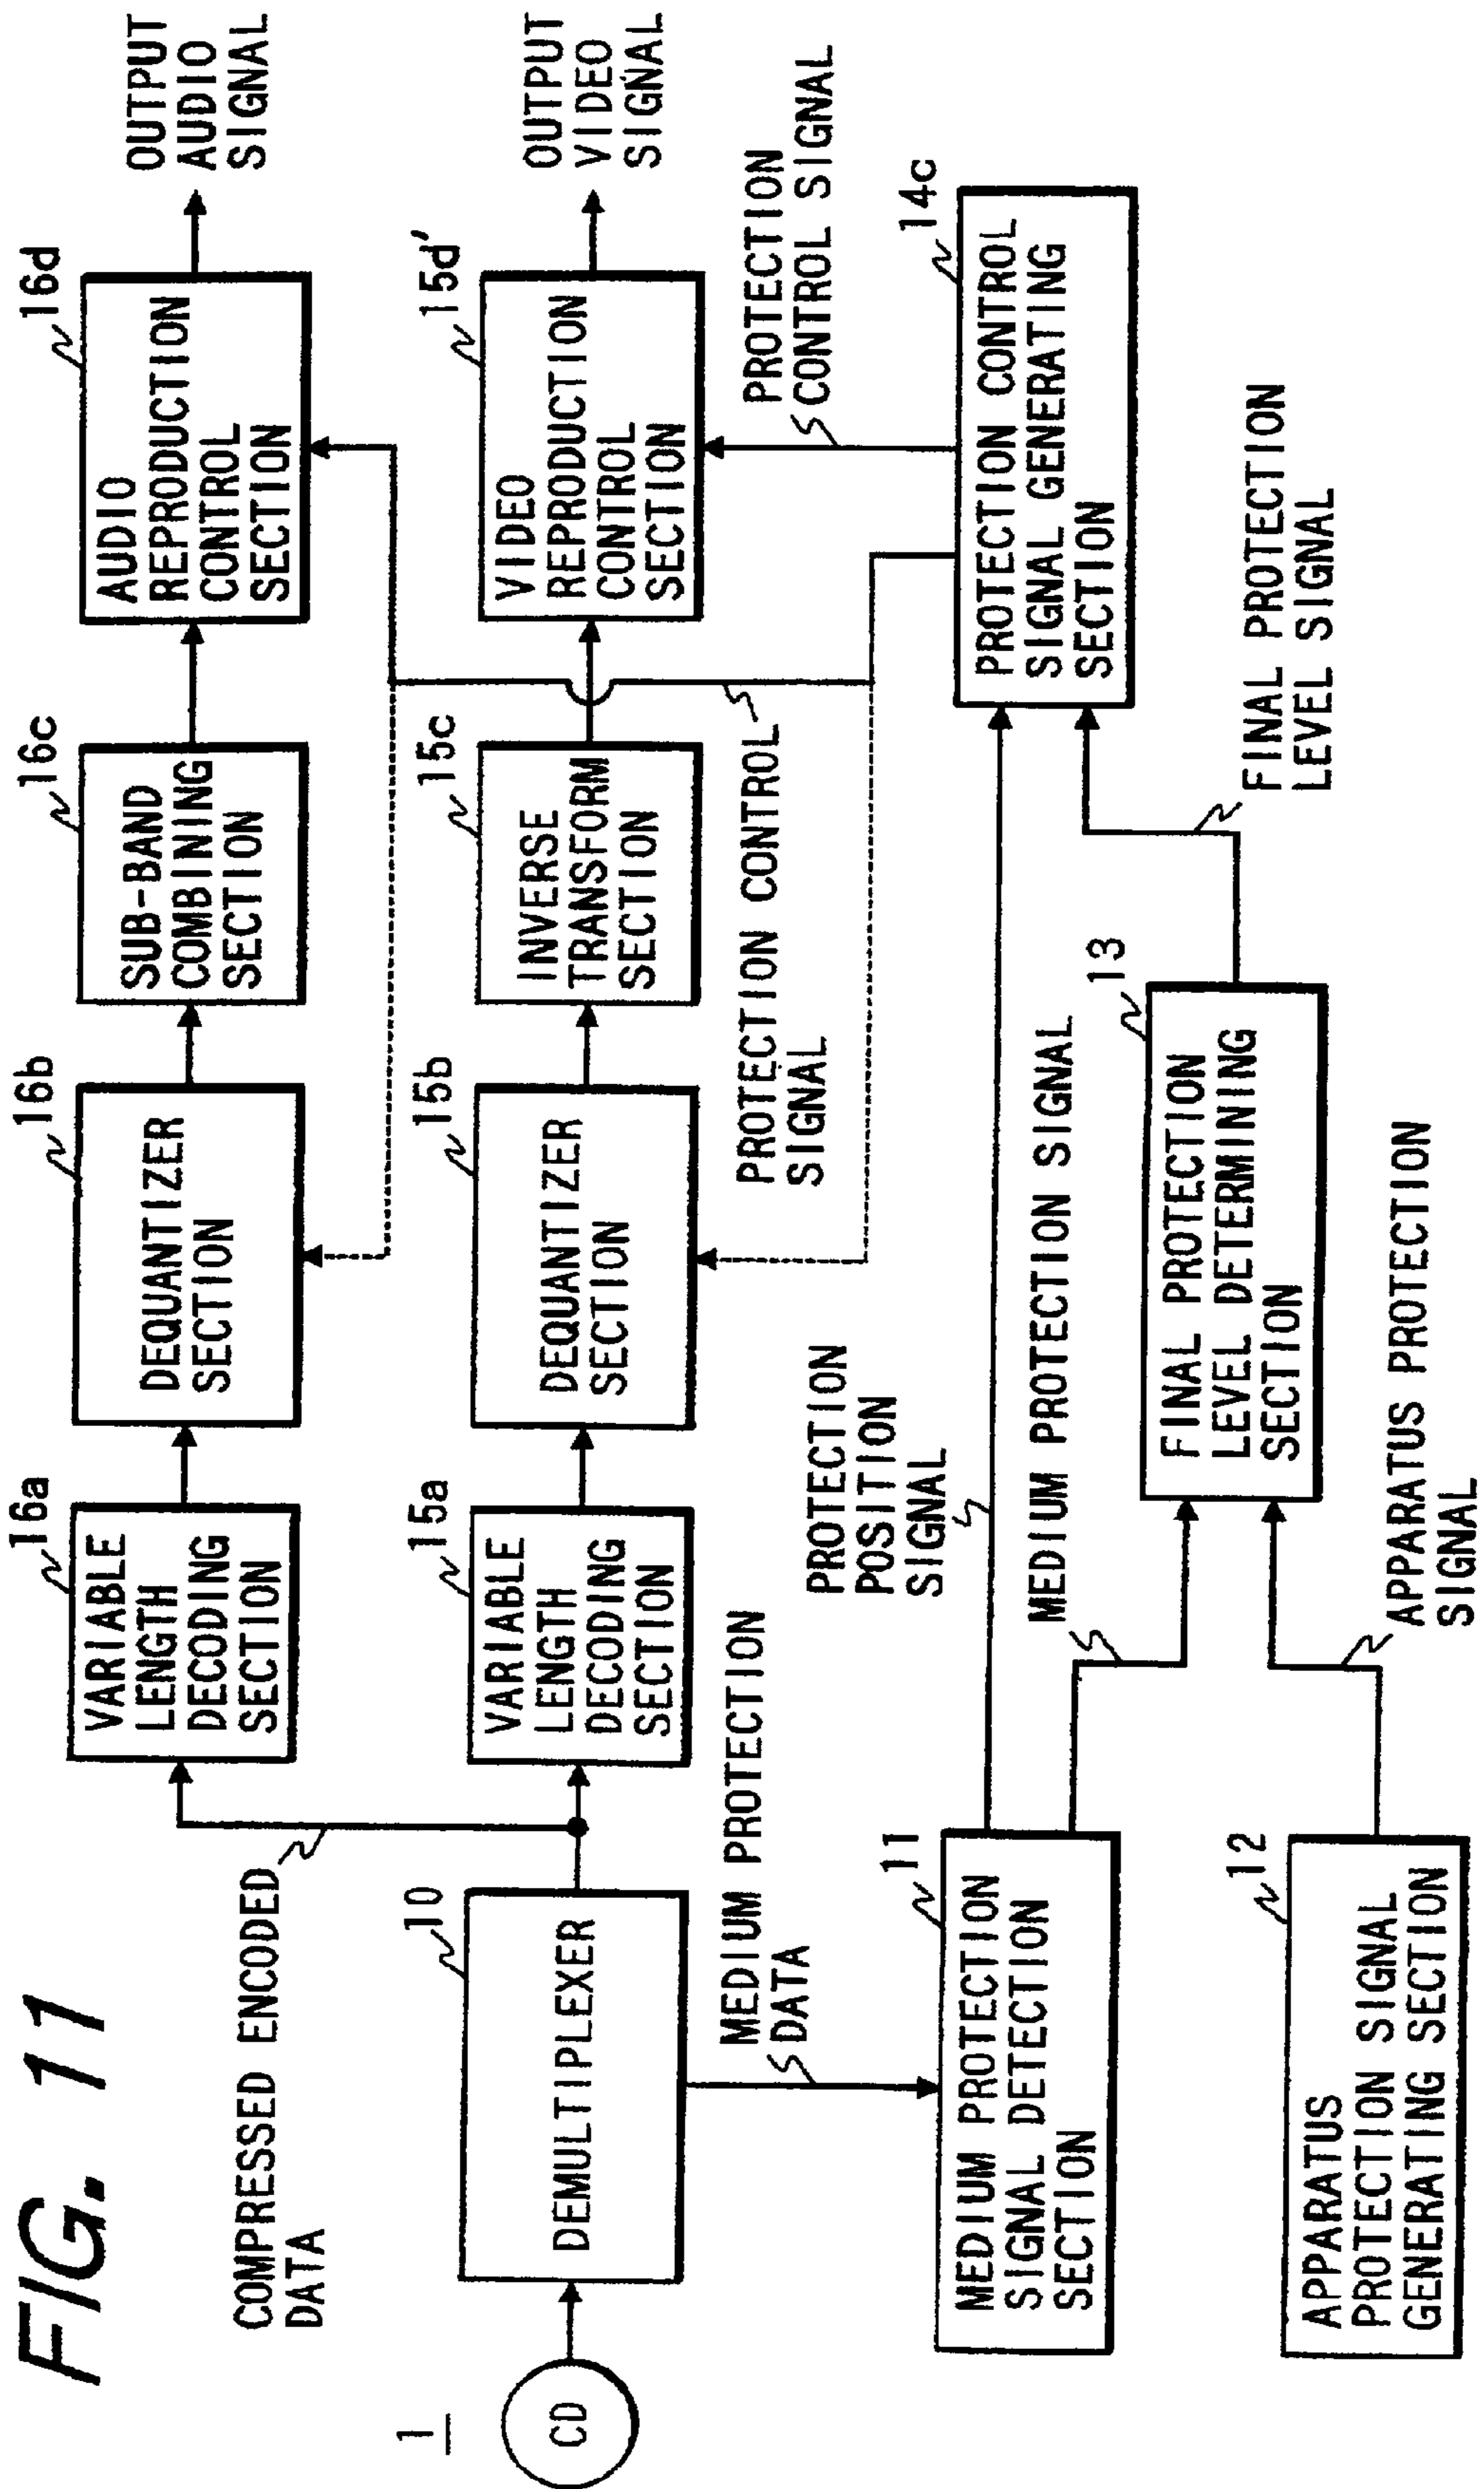 FIG. 11
1
CD
COMPRESSED ENCODED
DATA
10
DEMULTIPLEXER
MEDIUM PROTECTION
DATA
16a
VARIABLE
LENGTH
DECODING
SECTION
16b
DEQUANTIZER
SECTION
16c
SUB-BAND
COMBINING
SECTION
16d
AUDIO
REPRODUCTION
CONTROL
SECTION
OUTPUT
AUDIO
SIGNAL
15a
VARIABLE
LENGTH
DECODING
SECTION
15b
DEQUANTIZER
SECTION
15c
INVERSE
TRANSFORM
SECTION
15d'
VIDEO
REPRODUCTION
CONTROL
SECTION
OUTPUT
VIDEO
SIGNAL
PROTECTION CONTROL
SIGNAL
PROTECTION
CONTROL SIGNAL
PROTECTION
POSITION
SIGNAL
11
MEDIUM PROTECTION
SIGNAL DETECTION
SECTION
MEDIUM PROTECTION SIGNAL
14c
PROTECTION CONTROL
SIGNAL GENERATING
SECTION
12
APPARATUS
PROTECTION SIGNAL
GENERATING SECTION
APPARATUS PROTECTION
SIGNAL
13
FINAL PROTECTION
LEVEL DETERMINING
SECTION
FINAL PROTECTION
LEVEL SIGNAL